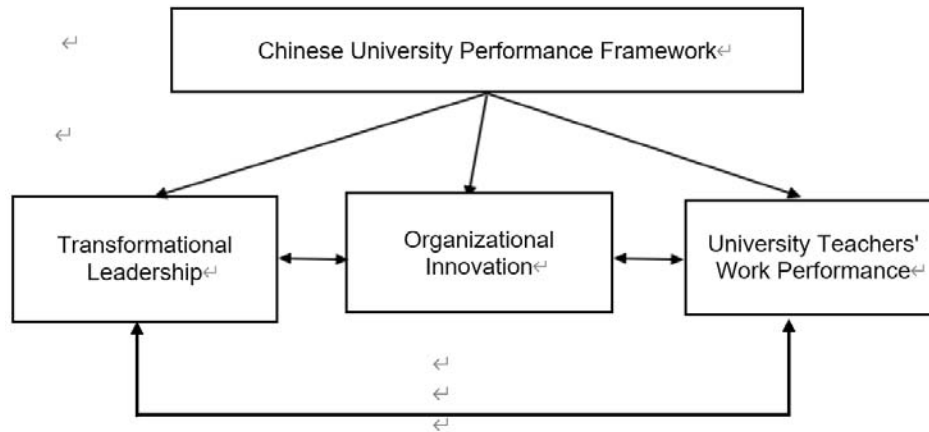 Chinese University Performance Framework↵
Transformational
Leadership↵
Organizational
Innovation↵
University Teachers'
Work Performance↵